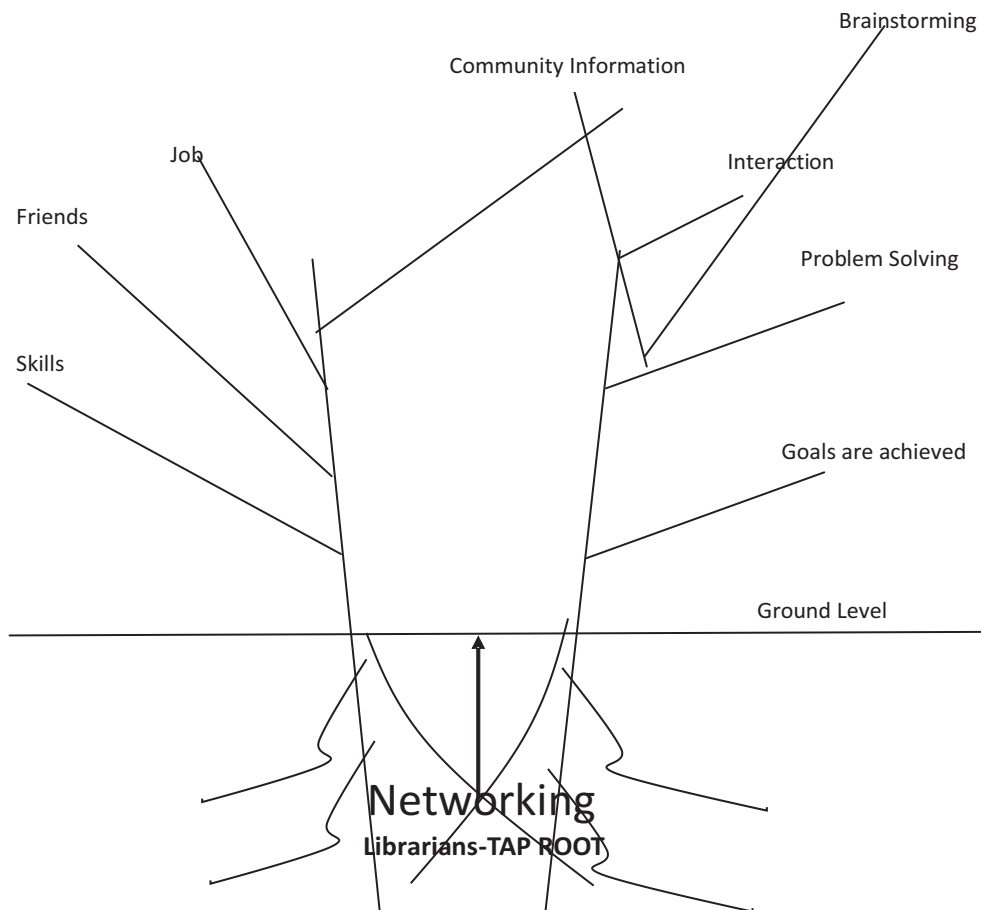 Brainstorming
Community Information
Job
Interaction
Friends
Problem Solving
Skills
Goals are achieved
Ground Level
Networking
Librarians-TAP ROOT